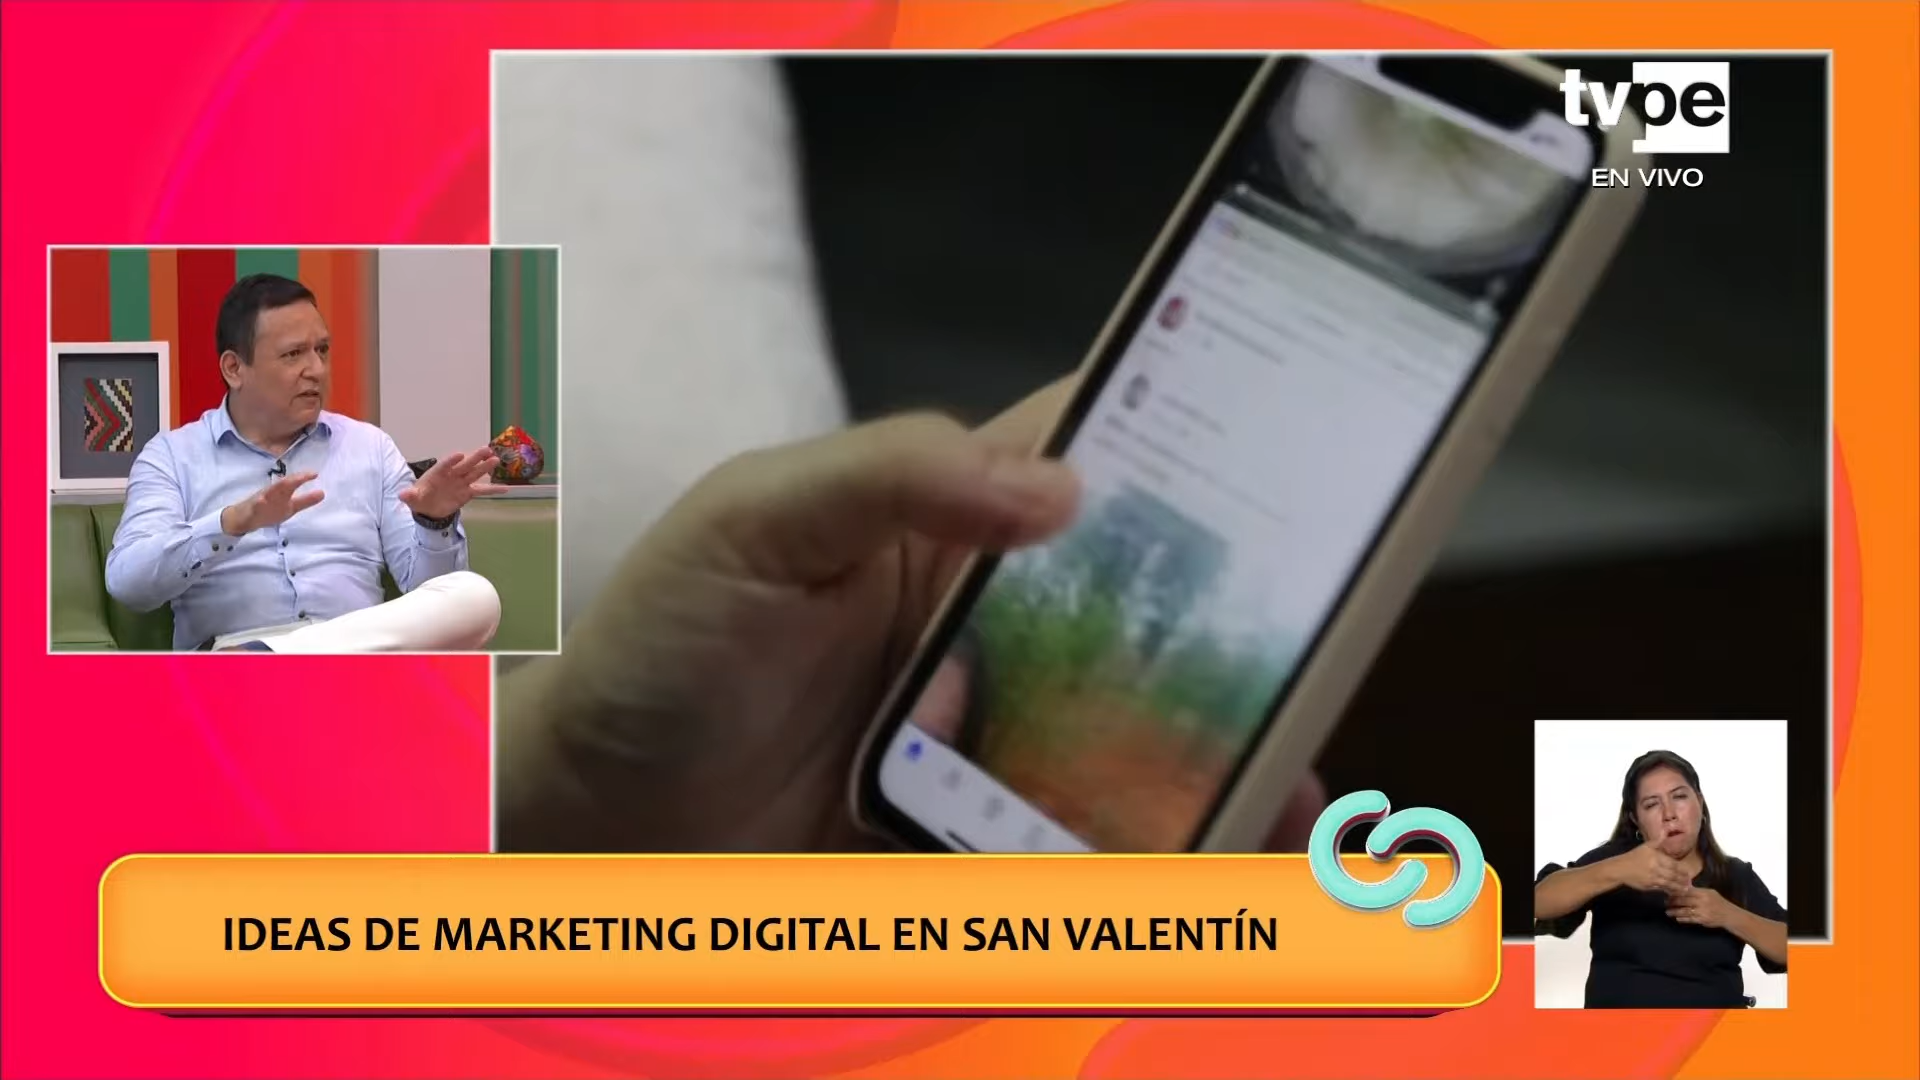 tvpe
EN VIVO
IDEAS DE MARKETING DIGITAL EN SAN VALENTÍN